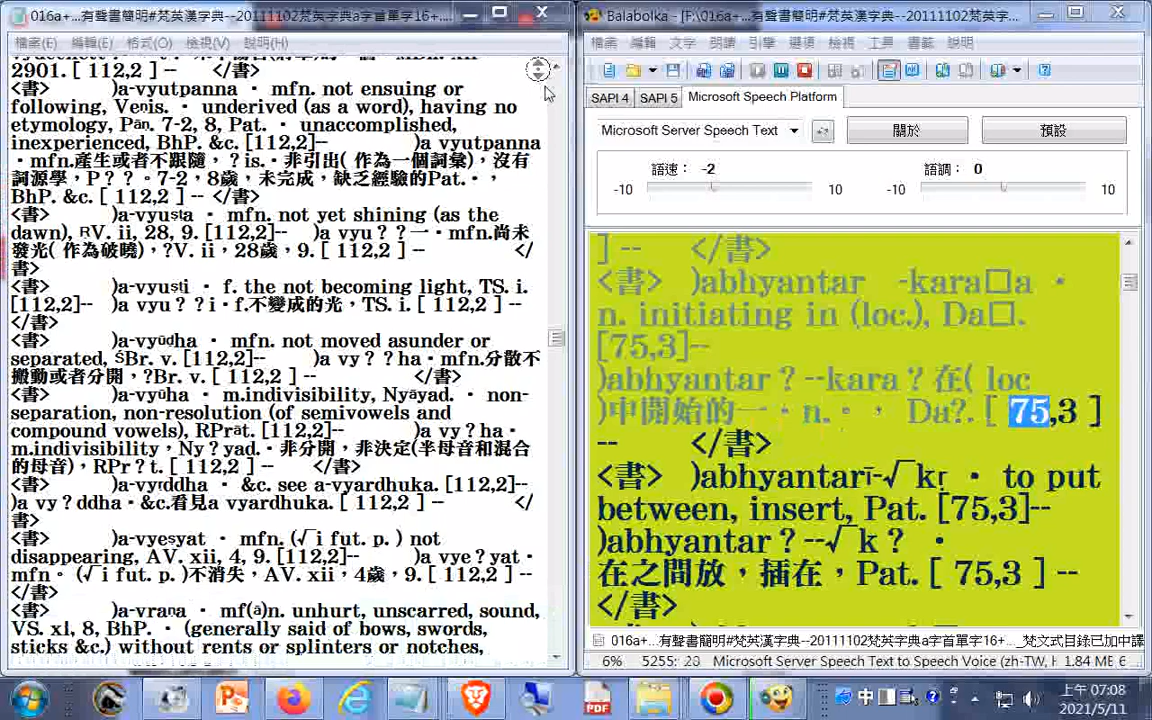 016a+...有聲書簡明#梵英漢字典--20111102梵英字典a字首單字16+...
檔案(F) 編輯(E) 格式(O) 檢視(V) 說明(H)
2901. [ 112,2 ] -- </書>
<書> )a-vyutpanna · mfn. not ensuing or
following, Veṇis. · underived (as a word), having no
etymology, Pāṇ. 7-2, 8, Pat. · unaccomplished,
inexperienced, BhP. &c. [112,2]-- )a vyutpanna
· mfn.產生或者不跟隨，？is.·非引出( 作為一個詞彙)，沒有
詞源學，P？？。7-2，8歲，未完成，缺乏經驗的Pat.·，
BhP. &c. [ 112,2 ] -- </書>
<書> )a-vyuṣṭa · mfn. not yet shining (as the
dawn), RV. ii, 28, 9. [112,2]-- )a vyu？？一·mfn.尚未
發光( 作為破曉)，?V. ii，28歲，9. [ 112,2 ] -- </
書>
<書> )a-vyuṣṭi · f. the not becoming light, TS. i.
[112,2]-- )a vyu？？i·f.不變成的光，TS. i. [ 112,2 ] --
</書>
<書> )a-vyūḍha · mfn. not moved asunder or
separated, ŚBr. v. [112,2]-- )a vy？？ha·mfn.分散不
搬動或者分開，?Br. v. [ 112,2 ] -- </書>
<書> )a-vyūha · m.indivisibility, Nyāyad. · non-
separation, non-resolution (of semivowels and
compound vowels), RPrāt. [112,2]-- )a vy？ha·
m.indivisibility，Ny？yad.·非分開，非決定(半母音和混合
的母音)，RPr？t. [ 112,2 ] -- </書>
<書> )a-vyṛddha · &c. see a-vyardhuka. [112,2]--
)a vy？ddha·&c.看見a vyardhuka. [ 112,2 ] -- </
書>
<書> )a-vyeṣyat · mfn. (√i fut. p. ) not
disappearing, AV. xii, 4, 9. [112,2]-- )a vye？yat·
mfn。(√i fut. p. )不消失，AV. xii，4歲，9. [ 112,2 ] --
</書>
<書> )a-vraṇa · mf(ā)n. unhurt, unscarred, sound,
VS. xi, 8, BhP. · (generally said of bows, swords,
sticks &c.) without rents or splinters or notches,
Balabolka - [F:\016a+...有聲書簡明#梵英漢字典--20111102梵英字...
檔案 編輯 文字 朗讀 引擎 選項 檢視 工具 書籤 說明
SAPI 4 SAPI 5 Microsoft Speech Platform
Microsoft Server Speech Text 關於 預設
語速： -2 語調： 0
-10 10 -10 10
] -- </書>
<書> )abhyantar -kara□a ·
n. initiating in (loc.), Da□.
[75,3]--
)abhyantar？--kara？在( loc
)中開始的一·n.。，Da?. [ 75,3 ]
-- </書>
<書> )abhyantarī-√kṛ · to put
between, insert, Pat. [75,3]--
)abhyantar？--√k？ ·
在之間放，插在，Pat. [ 75,3 ] --
</書>
016a+...有聲書簡明#梵英漢字典--20111102梵英字典a字首單字16+..._梵文式目錄已加中譯
6% 5255: 23 Microsoft Server Speech Text to Speech Voice (zh-TW, H 1.84 MB 6
中
上午 07:08
2021/5/11